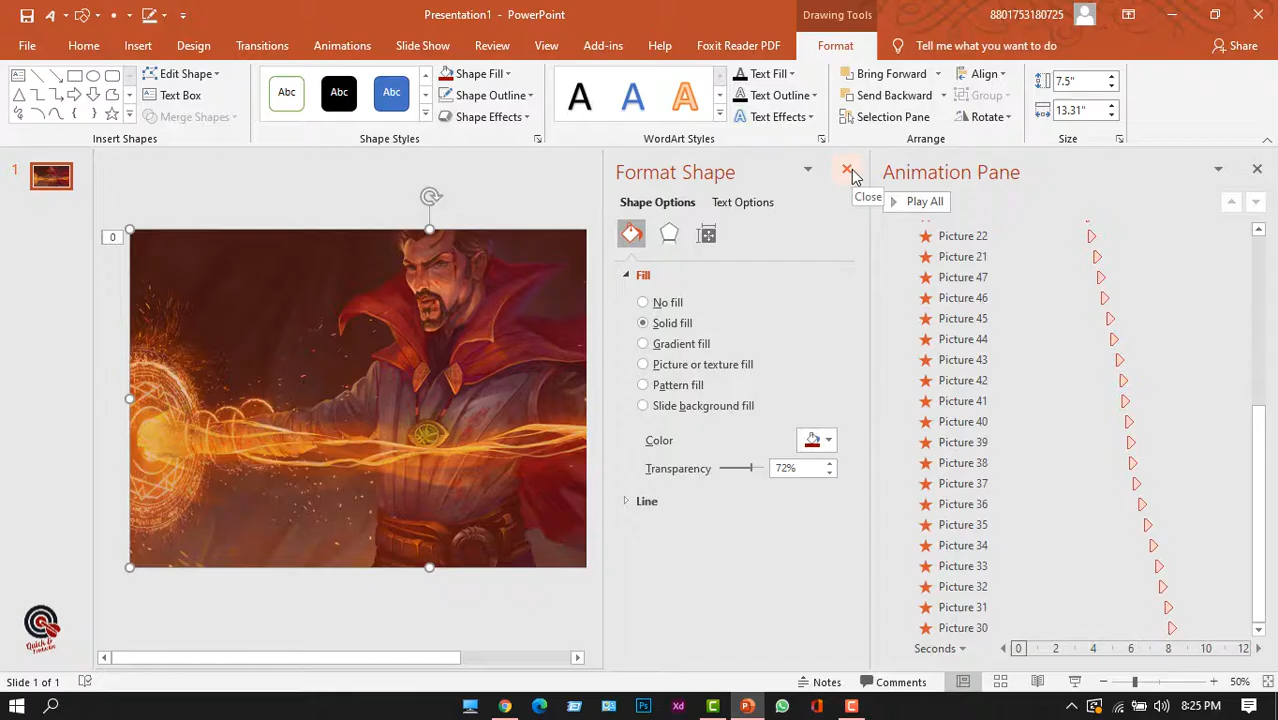 Presentation1 - PowerPoint
Drawing Tools
8801753180725
File Home Insert Design Transitions Animations Slide Show Review View Add-ins Help Foxit Reader PDF Format Tell me what you want to do Share
Edit Shape
Text Box
Merge Shapes
Insert Shapes
Abc Abc Abc
Shape Fill
Shape Outline
Shape Effects
Shape Styles
A A A
Text Fill
Text Outline
Text Effects
WordArt Styles
Bring Forward
Send Backward
Selection Pane
Align
Group
Rotate
Arrange
7.5"
13.31"
Size
1
0
Format Shape
Close
Shape Options Text Options
Fill
No fill
Solid fill
Gradient fill
Picture or texture fill
Pattern fill
Slide background fill
Color
Transparency 72%
Line
Animation Pane
Play All
Picture 22
Picture 21
Picture 47
Picture 46
Picture 45
Picture 44
Picture 43
Picture 42
Picture 41
Picture 40
Picture 39
Picture 38
Picture 37
Picture 36
Picture 35
Picture 34
Picture 33
Picture 32
Picture 31
Picture 30
Seconds 0 2 4 6 8 10 12
Slide 1 of 1
Notes Comments 50%
Ps Xd
8:25 PM